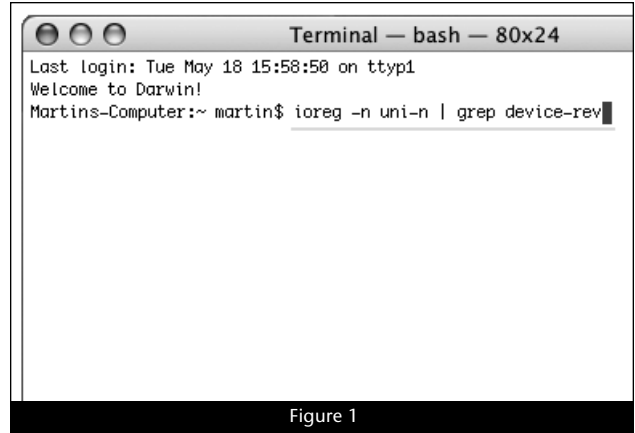 Terminal — bash — 80x24
Last login: Tue May 18 15:58:50 on ttyp1
Welcome to Darwin!
Martins-Computer:~ martin$ ioreg -n uni-n | grep device-rev
Figure 1